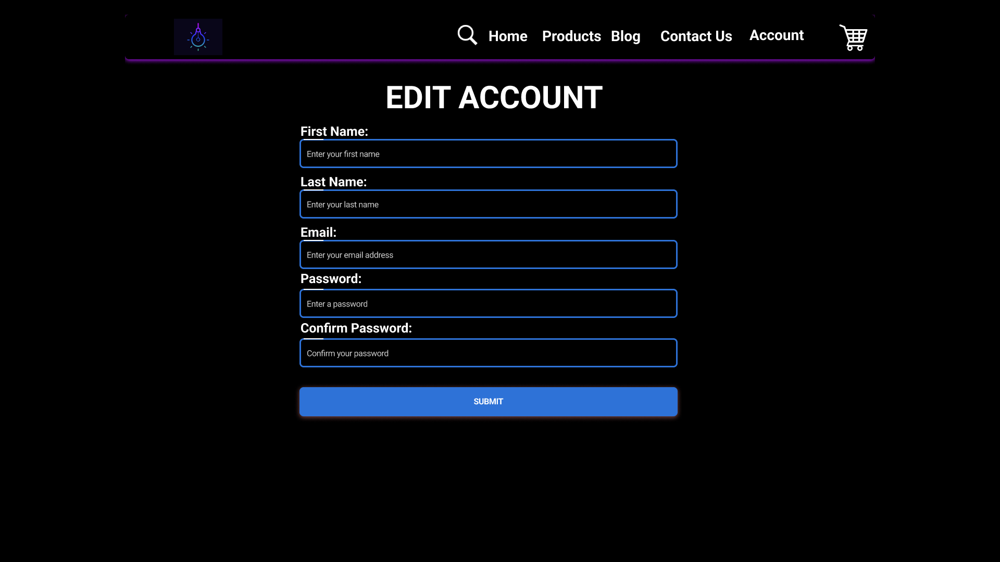 Home Products Blog Contact Us Account
EDIT ACCOUNT
First Name:
Enter your first name
Last Name:
Enter your last name
Email:
Enter your email address
Password:
Enter a password
Confirm Password:
Confirm your password
SUBMIT